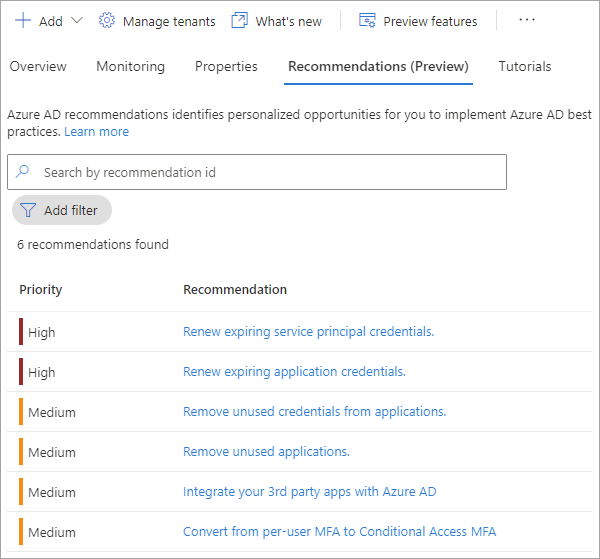 Add Manage tenants What's new Preview features ...
Overview Monitoring Properties Recommendations (Preview) Tutorials
Azure AD recommendations identifies personalized opportunities for you to implement Azure AD best
practices. Learn more
Search by recommendation id
Add filter
6 recommendations found
Priority Recommendation
High Renew expiring service principal credentials.
High Renew expiring application credentials.
Medium Remove unused credentials from applications.
Medium Remove unused applications.
Medium Integrate your 3rd party apps with Azure AD
Medium Convert from per-user MFA to Conditional Access MFA